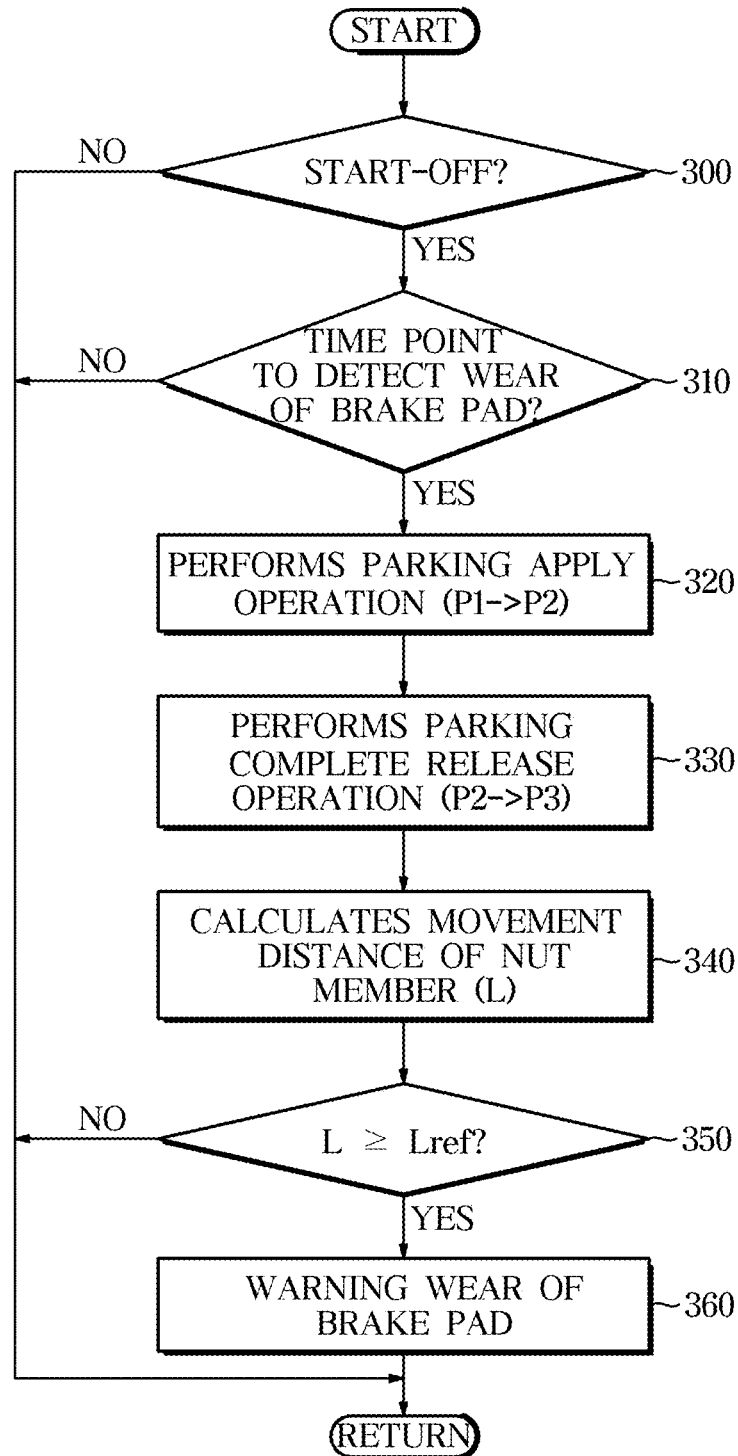 START
NO
START-OFF?
300
YES
NO
TIME POINT
TO DETECT WEAR
OF BRAKE PAD?
310
YES
PERFORMS PARKING APPLY
OPERATION (P1->P2)
320
PERFORMS PARKING
COMPLETE RELEASE
OPERATION (P2->P3)
330
CALCULATES MOVEMENT
DISTANCE OF NUT
MEMBER (L)
340
NO
L ≥ Lref?
350
YES
WARNING WEAR OF
BRAKE PAD
360
RETURN